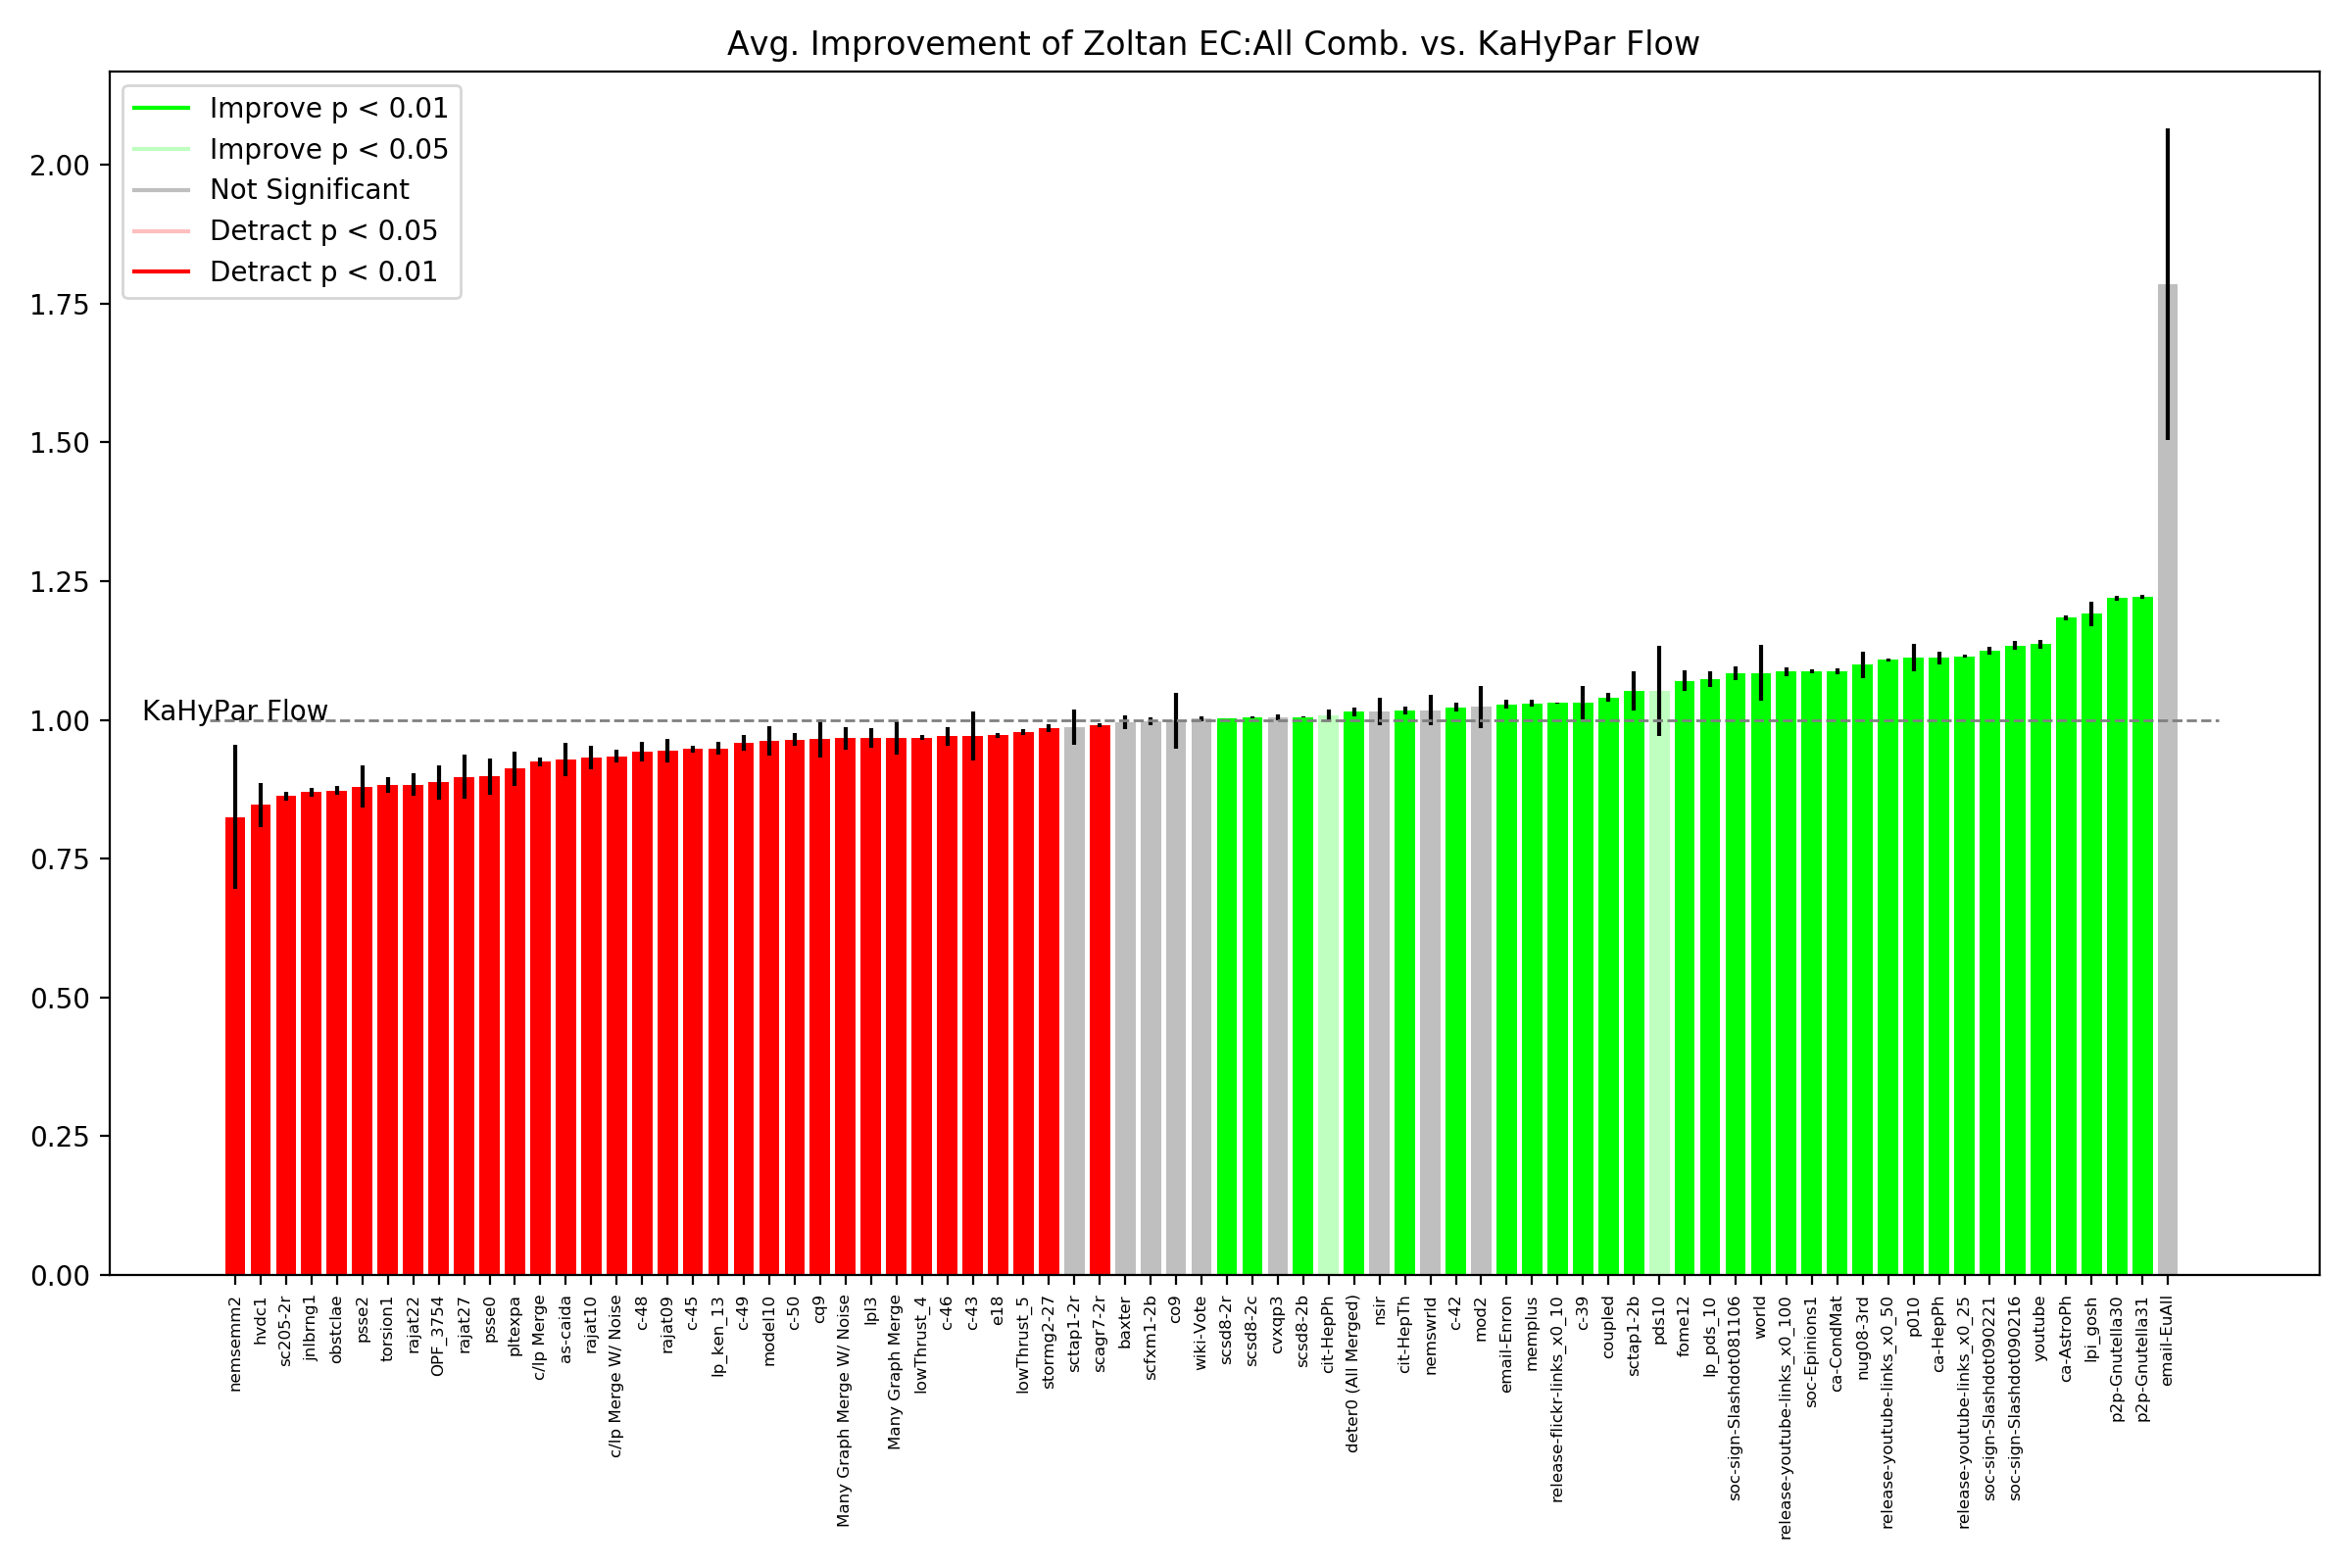 Avg. Improvement of Zoltan EC:All Comb. vs. KaHyPar Flow
Improve p < 0.01
Improve p < 0.05
Not Significant
Detract p < 0.05
Detract p < 0.01
2.00
1.75
1.50
1.25
1.00
0.75
0.50
0.25
0.00
KaHyPar Flow
nemsemm2
hvdc1
sc205-2r
jnlbrng1
obstclae
psse2
torsion1
rajat22
OPF_3754
rajat27
psse0
pltexpa
c/lp Merge
as-caida
rajat10
c/lp Merge W/ Noise
c-48
rajat09
c-45
lp_ken_13
c-49
model10
c-50
cq9
Many Graph Merge W/ Noise
lpl3
Many Graph Merge
lowThrust_4
c-46
c-43
e18
lowThrust_5
stormg2-27
sctap1-2r
scagr7-2r
baxter
scfxm1-2b
co9
wiki-Vote
scsd8-2r
scsd8-2c
cvxqp3
scsd8-2b
cit-HepPh
deter0 (All Merged)
nsir
cit-HepTh
nemswrld
c-42
mod2
email-Enron
memplus
release-flickr-links_x0_10
c-39
coupled
sctap1-2b
pds10
fome12
lp_pds_10
soc-sign-Slashdot081106
world
release-youtube-links_x0_100
soc-Epinions1
ca-CondMat
nug08-3rd
release-youtube-links_x0_50
p010
ca-HepPh
release-youtube-links_x0_25
soc-sign-Slashdot090221
soc-sign-Slashdot090216
youtube
ca-AstroPh
lpi_gosh
p2p-Gnutella30
p2p-Gnutella31
email-EuAll